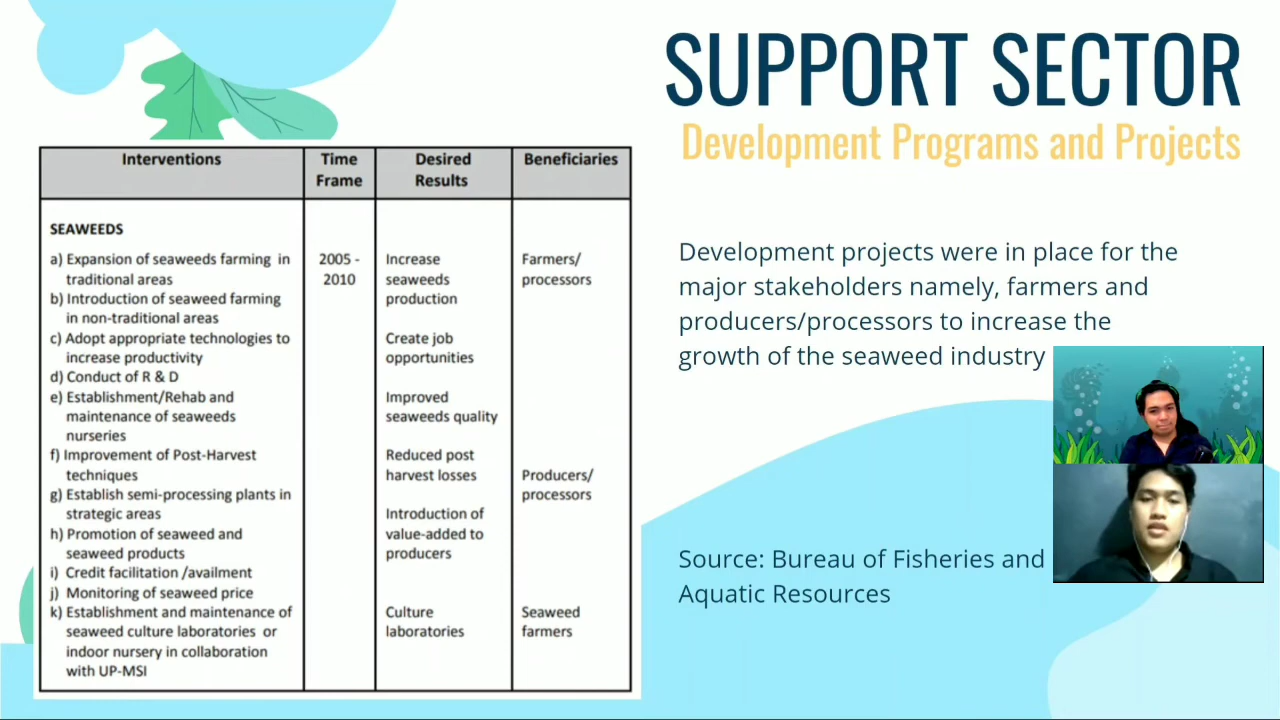 SUPPORT SECTOR
Development Programs and Projects
Interventions
Time
Frame
Desired
Results
Beneficiaries
SEAWEEDS
a) Expansion of seaweeds farming in
traditional areas
b) Introduction of seaweed farming
in non-traditional areas
c) Adopt appropriate technologies to
increase productivity
d) Conduct of R & D
e) Establishment/Rehab and
maintenance of seaweeds
nurseries
f) Improvement of Post-Harvest
techniques
g) Establish semi-processing plants in
strategic areas
h) Promotion of seaweed and
seaweed products
i) Credit facilitation /availment
j) Monitoring of seaweed price
k) Establishment and maintenance of
seaweed culture laboratories or
indoor nursery in collaboration
with UP-MSI
2005 -
2010
Increase
seaweeds
production
Create job
opportunities
Improved
seaweeds quality
Reduced post
harvest losses
Introduction of
value-added to
producers
Culture
laboratories
Farmers/
processors
Producers/
processors
Seaweed
farmers
Development projects were in place for the
major stakeholders namely, farmers and
producers/processors to increase the
growth of the seaweed industry
Source: Bureau of Fisheries and
Aquatic Resources